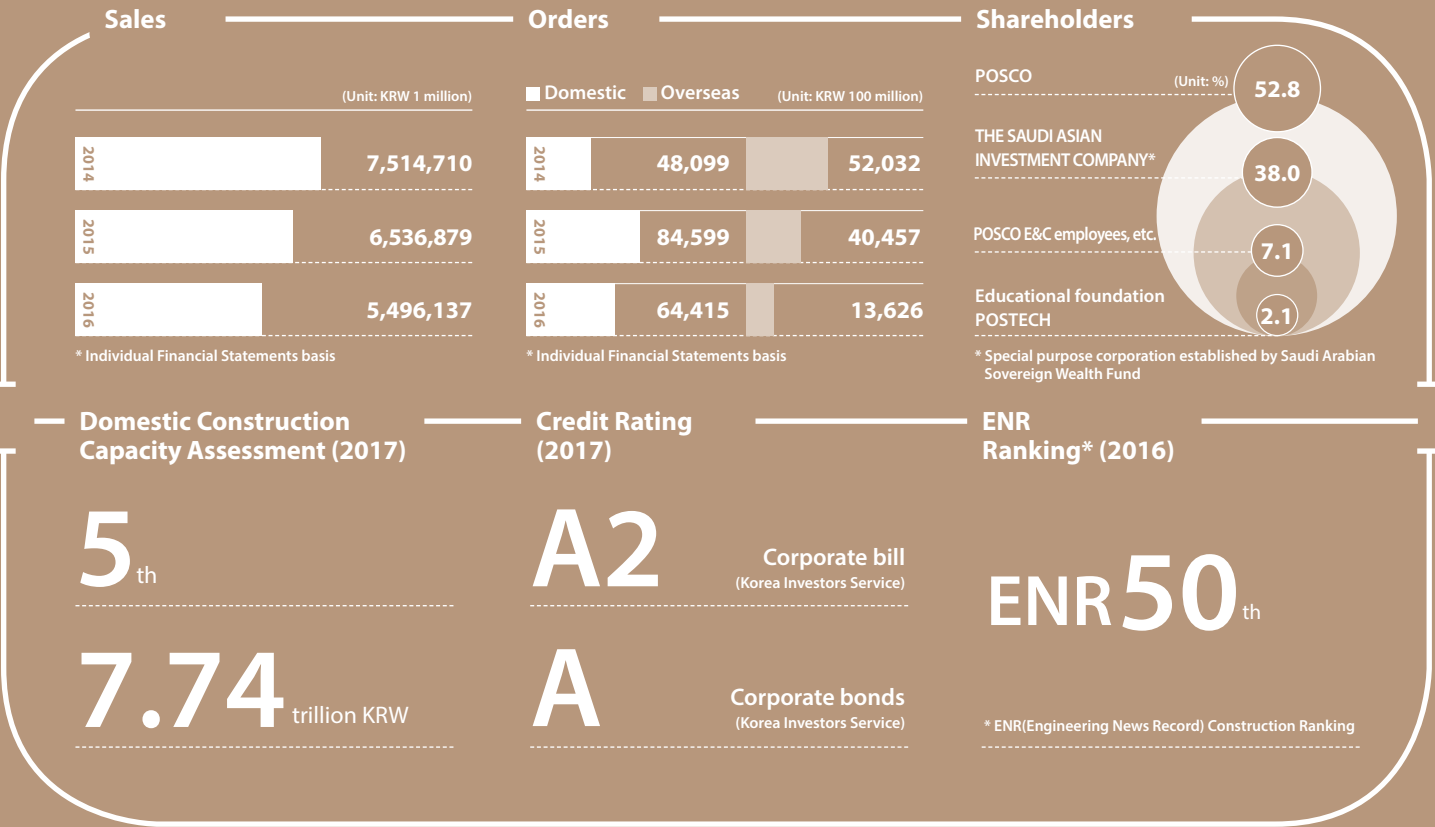 Sales
(Unit: KRW 1 million)
2014
7,514,710
2015
6,536,879
2016
5,496,137
* Individual Financial Statements basis
Orders
Domestic Overseas (Unit: KRW 100 million)
2014
48,099 52,032
2015
84,599 40,457
2016
64,415 13,626
* Individual Financial Statements basis
Shareholders
(Unit: %)
POSCO
52.8
THE SAUDI ASIAN
INVESTMENT COMPANY*
38.0
POSCO E&C employees, etc.
7.1
Educational foundation
POSTECH
2.1
* Special purpose corporation established by Saudi Arabian
Sovereign Wealth Fund
Domestic Construction
Capacity Assessment (2017)
5th
7.74 trillion KRW
Credit Rating
(2017)
A2
Corporate bill
(Korea Investors Service)
A
Corporate bonds
(Korea Investors Service)
ENR
Ranking* (2016)
ENR 50th
* ENR(Engineering News Record) Construction Ranking